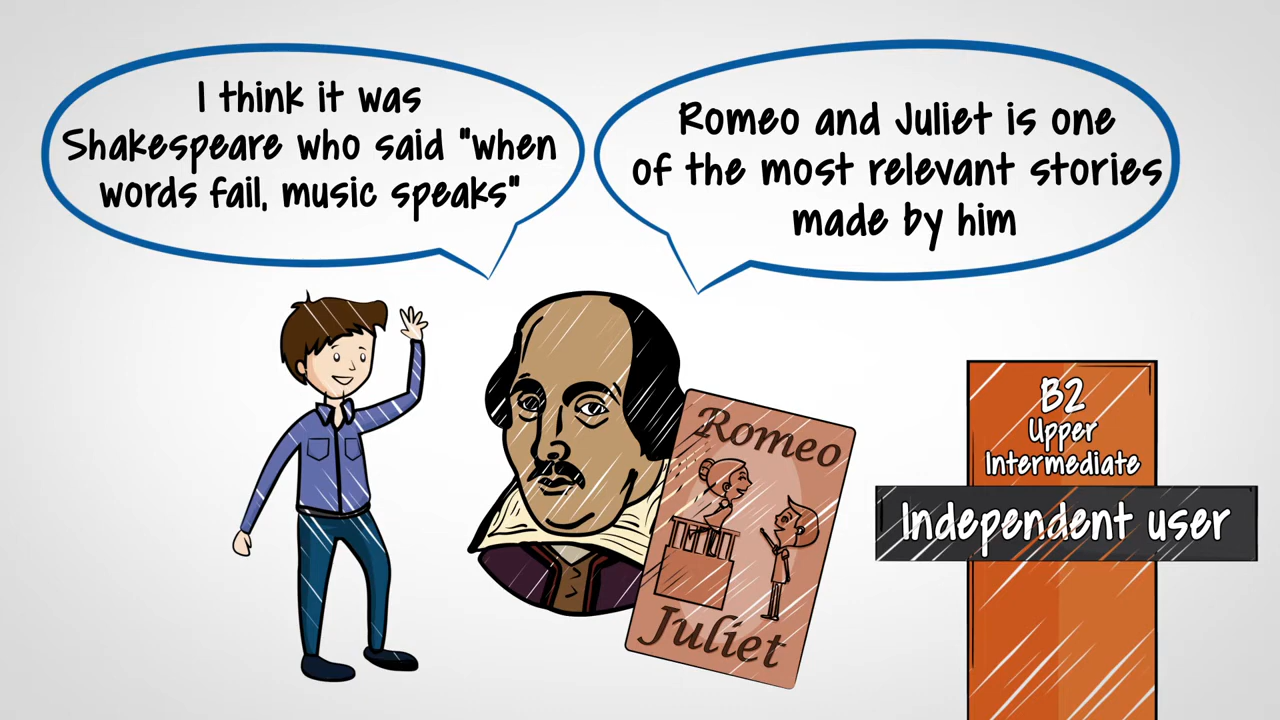 I think it was
Shakespeare who said "when
words fail, music speaks"
Romeo and Juliet is one
of the most relevant stories
made by him
Romeo
Juliet
B2
Upper
Intermediate
Independent user